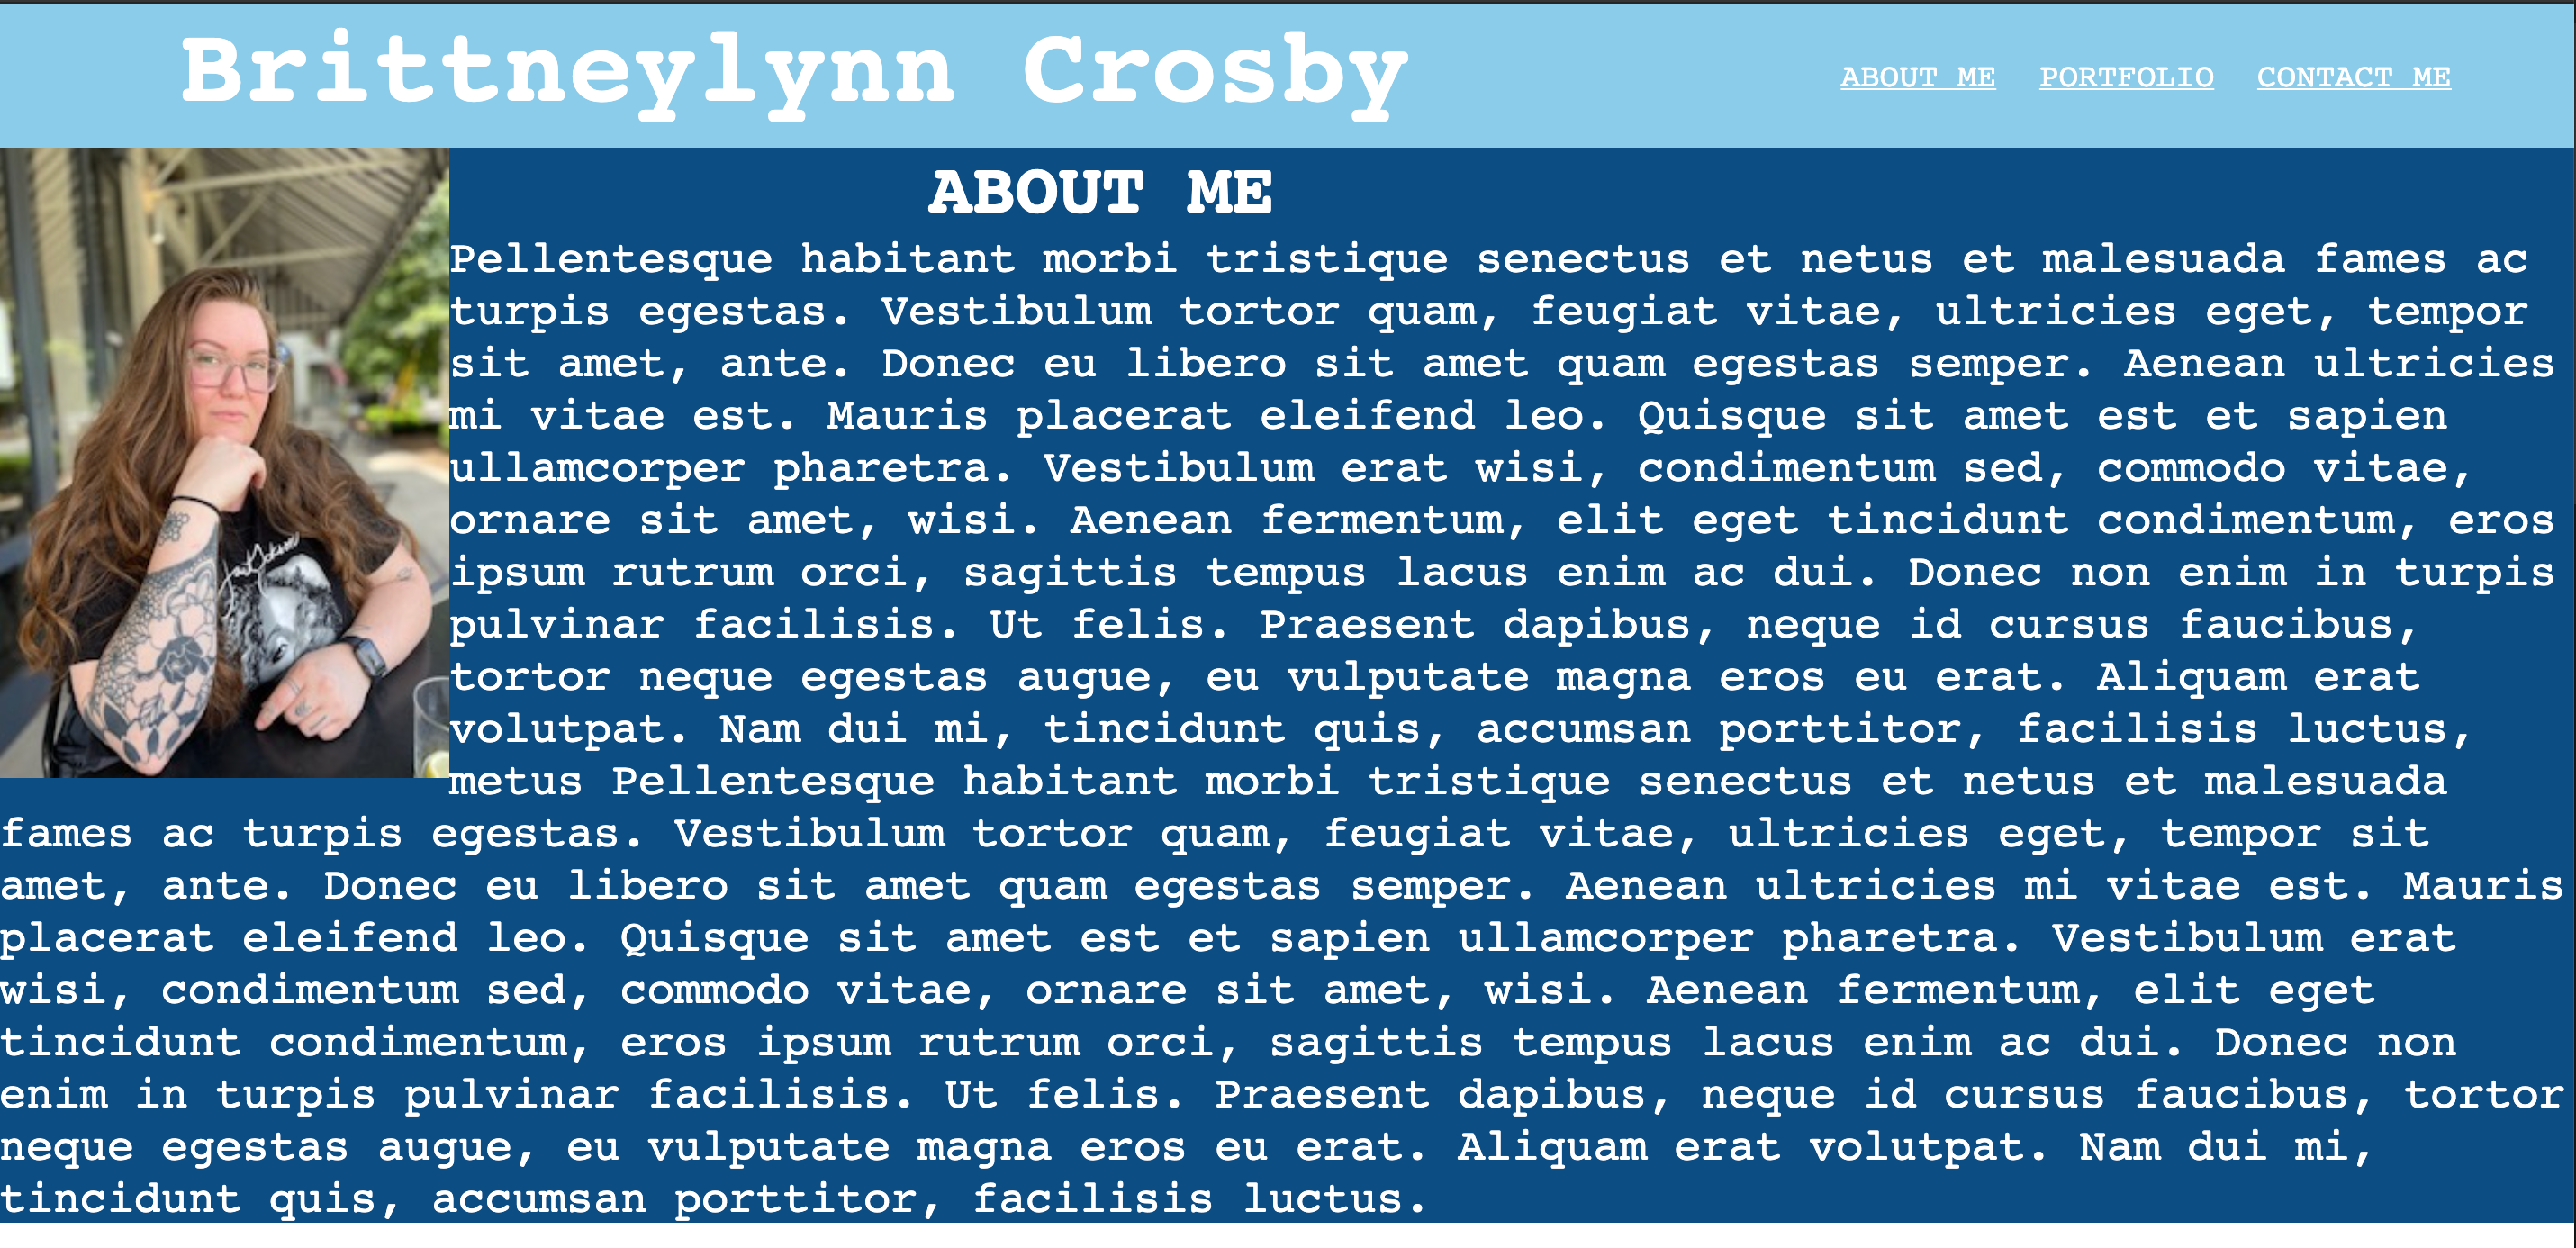 Brittneylynn Crosby
ABOUT ME PORTFOLIO CONTACT ME
ABOUT ME
Pellentesque habitant morbi tristique senectus et netus et malesuada fames ac
turpis egestas. Vestibulum tortor quam, feugiat vitae, ultricies eget, tempor
sit amet, ante. Donec eu libero sit amet quam egestas semper. Aenean ultricies
mi vitae est. Mauris placerat eleifend leo. Quisque sit amet est et sapien
ullamcorper pharetra. Vestibulum erat wisi, condimentum sed, commodo vitae,
ornare sit amet, wisi. Aenean fermentum, elit eget tincidunt condimentum, eros
ipsum rutrum orci, sagittis tempus lacus enim ac dui. Donec non enim in turpis
pulvinar facilisis. Ut felis. Praesent dapibus, neque id cursus faucibus,
tortor neque egestas augue, eu vulputate magna eros eu erat. Aliquam erat
volutpat. Nam dui mi, tincidunt quis, accumsan porttitor, facilisis luctus,
metus Pellentesque habitant morbi tristique senectus et netus et malesuada
fames ac turpis egestas. Vestibulum tortor quam, feugiat vitae, ultricies eget, tempor sit
amet, ante. Donec eu libero sit amet quam egestas semper. Aenean ultricies mi vitae est. Mauris
placerat eleifend leo. Quisque sit amet est et sapien ullamcorper pharetra. Vestibulum erat
wisi, condimentum sed, commodo vitae, ornare sit amet, wisi. Aenean fermentum, elit eget
tincidunt condimentum, eros ipsum rutrum orci, sagittis tempus lacus enim ac dui. Donec non
enim in turpis pulvinar facilisis. Ut felis. Praesent dapibus, neque id cursus faucibus, tortor
neque egestas augue, eu vulputate magna eros eu erat. Aliquam erat volutpat. Nam dui mi,
tincidunt quis, accumsan porttitor, facilisis luctus.